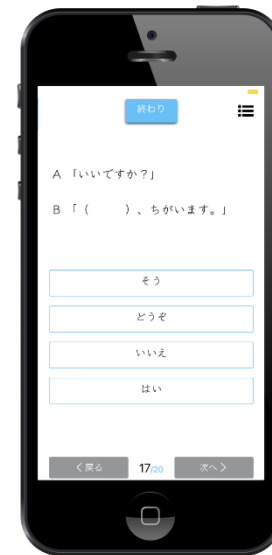 終わり
A 「いいですか？」
B 「（　　）、ちがいます。」
そう
どうぞ
いいえ
はい
＜戻る 17/20 次へ＞